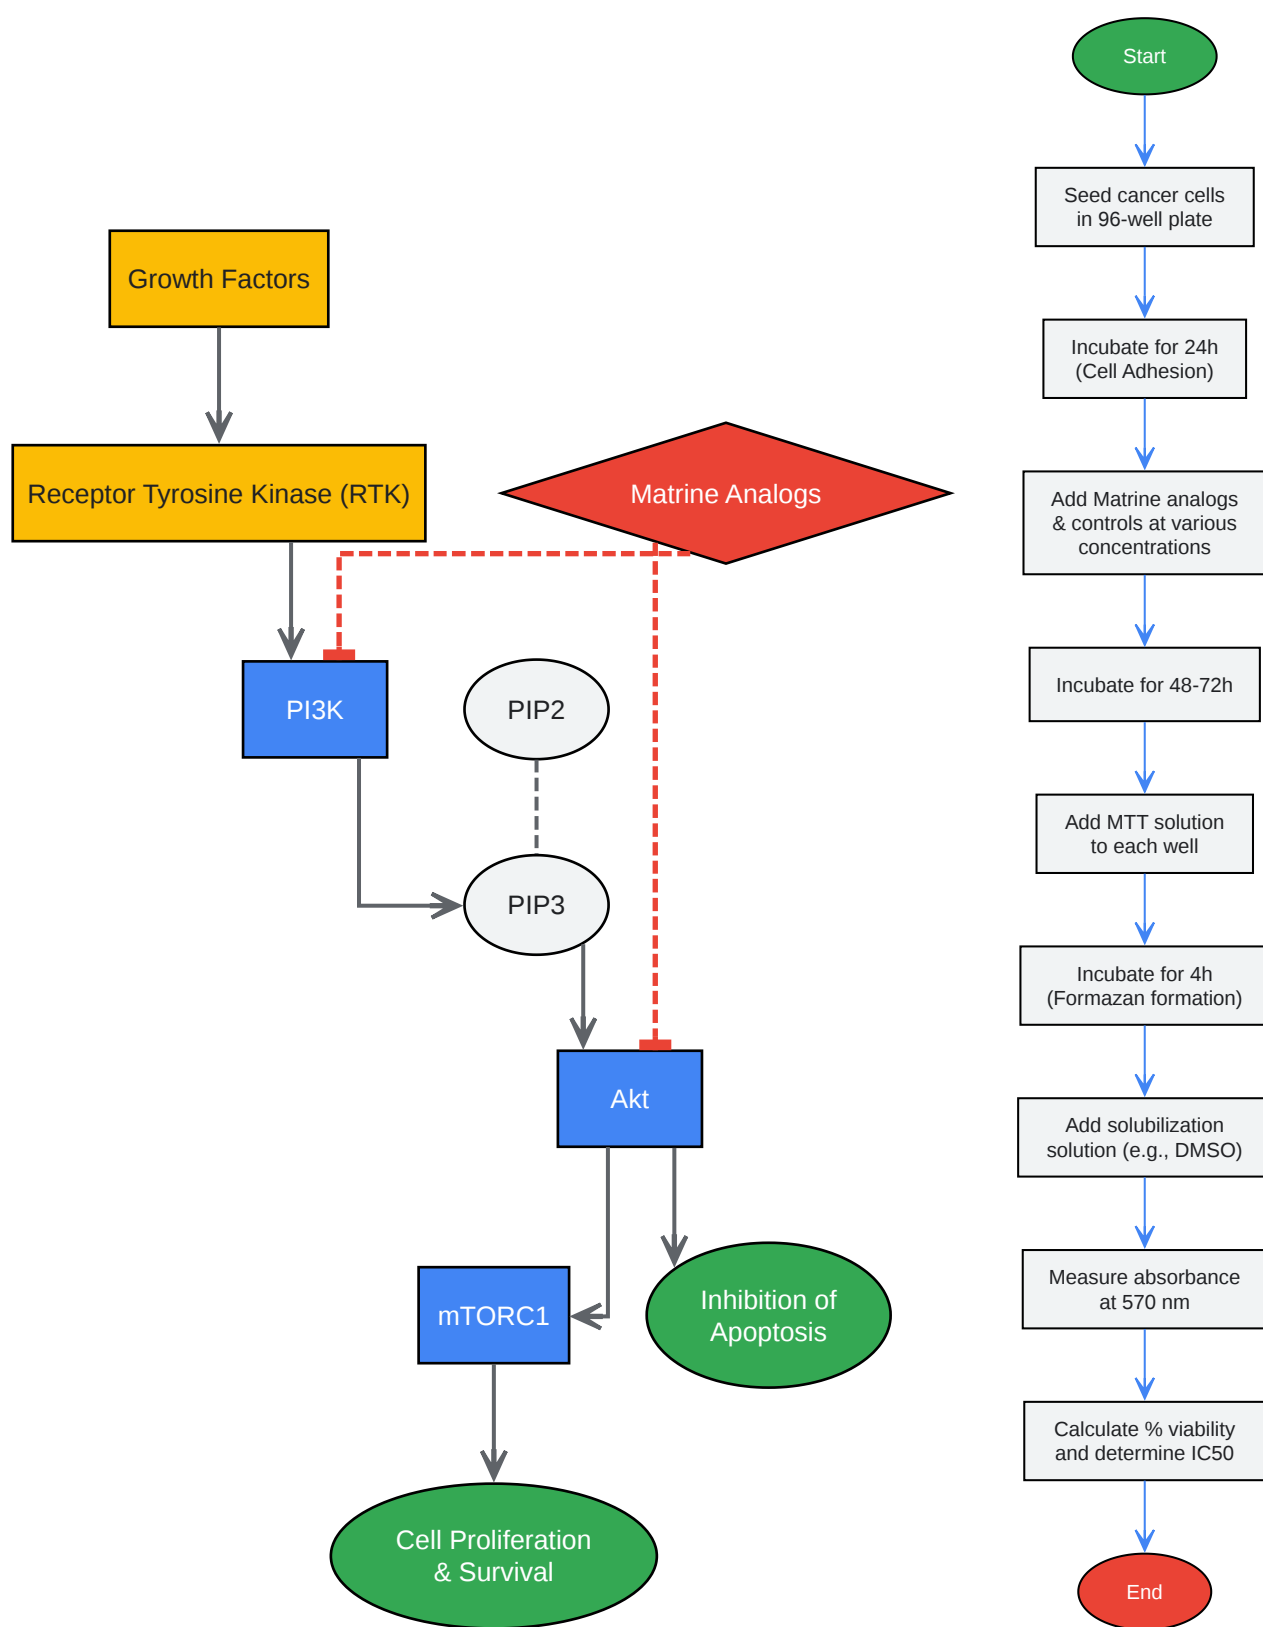 Growth Factors
Receptor Tyrosine Kinase (RTK)
Matrine Analogs
PI3K
PIP2
PIP3
Akt
mTORC1
Inhibition of
Apoptosis
Cell Proliferation
& Survival
Start
Seed cancer cells
in 96-well plate
Incubate for 24h
(Cell Adhesion)
Add Matrine analogs
& controls at various
concentrations
Incubate for 48-72h
Add MTT solution
to each well
Incubate for 4h
(Formazan formation)
Add solubilization
solution (e.g., DMSO)
Measure absorbance
at 570 nm
Calculate % viability
and determine IC50
End